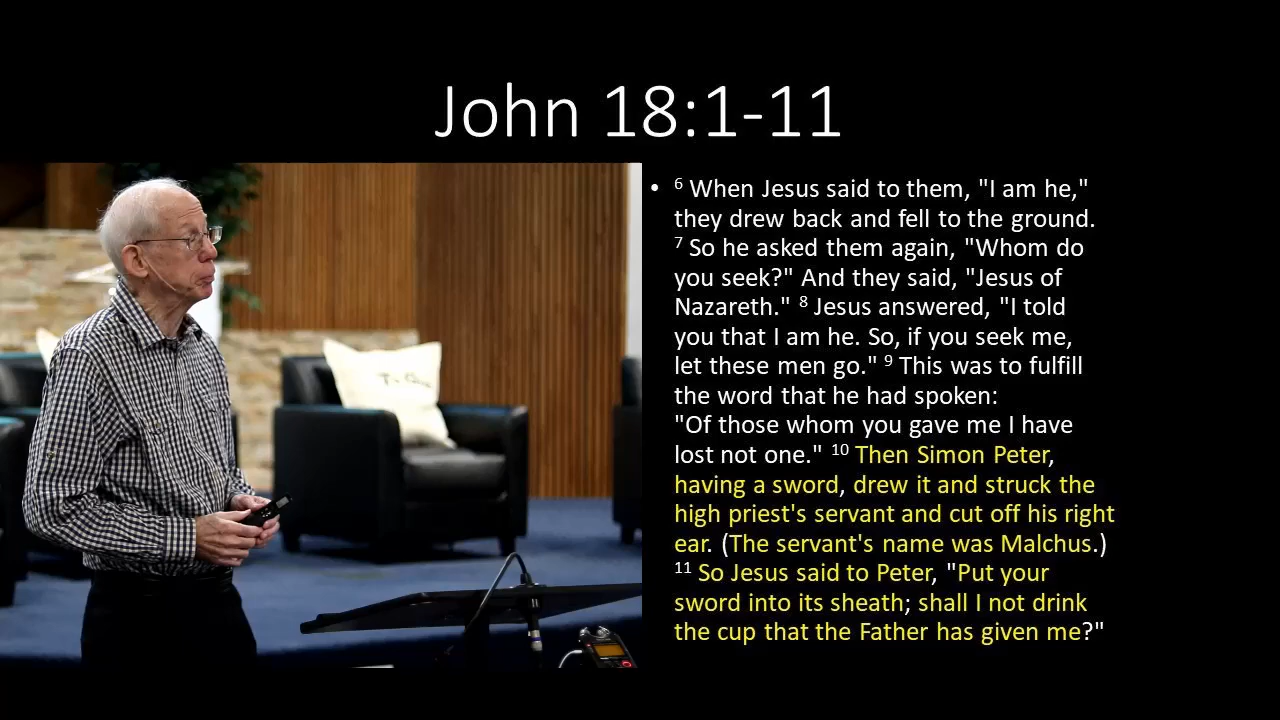 John 18:1-11
• ⁶ When Jesus said to them, "I am he,"
they drew back and fell to the ground.
⁷ So he asked them again, "Whom do
you seek?" And they said, "Jesus of
Nazareth." ⁸ Jesus answered, "I told
you that I am he. So, if you seek me,
let these men go." ⁹ This was to fulfill
the word that he had spoken:
"Of those whom you gave me I have
lost not one." ¹⁰ Then Simon Peter,
having a sword, drew it and struck the
high priest's servant and cut off his right
ear. (The servant's name was Malchus.)
¹¹ So Jesus said to Peter, "Put your
sword into its sheath; shall I not drink
the cup that the Father has given me?"